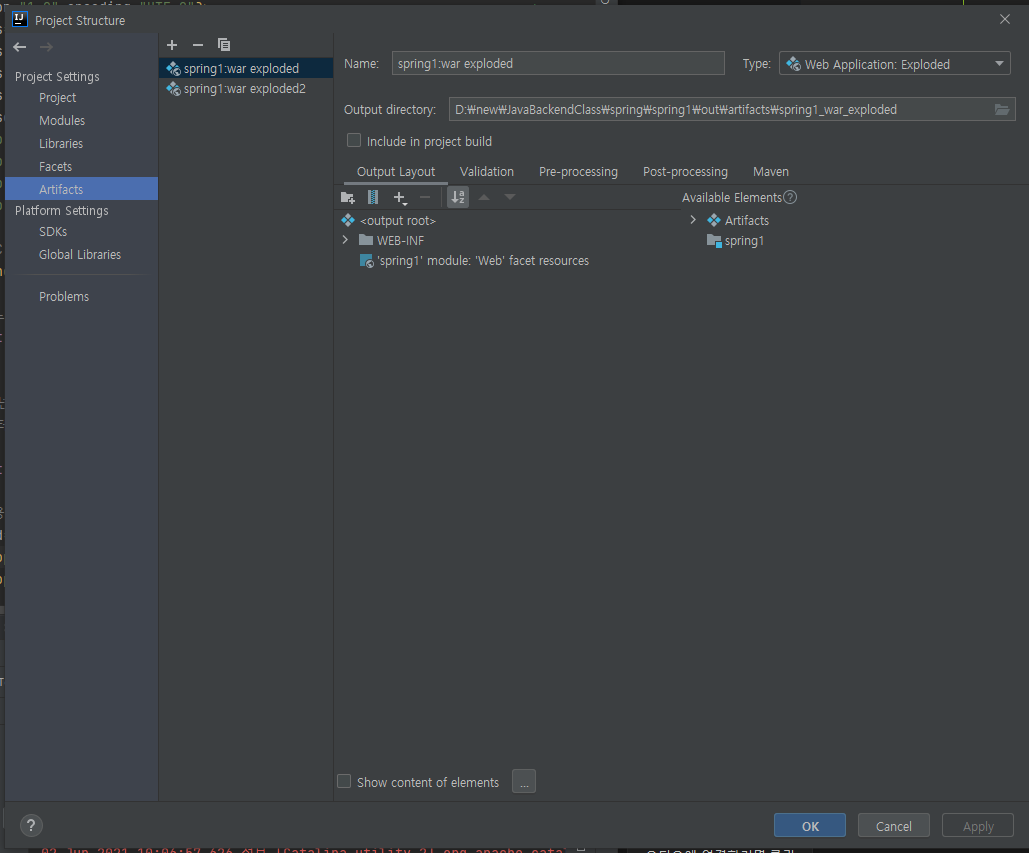 Project Structure
Project Settings
Project
Modules
Libraries
Facets
Artifacts
Platform Settings
SDKs
Global Libraries
Problems
spring1:war exploded
spring1:war exploded2
Name: spring1:war exploded Type: Web Application: Exploded
Output directory: D:₩new₩JavaBackendClass₩spring₩spring1₩out₩artifacts₩spring1_war_exploded
Include in project build
Output Layout Validation Pre-processing Post-processing Maven
Available Elements
<output root>
WEB-INF
'spring1' module: 'Web' facet resources
Artifacts
spring1
Show content of elements ...
? OK Cancel Apply